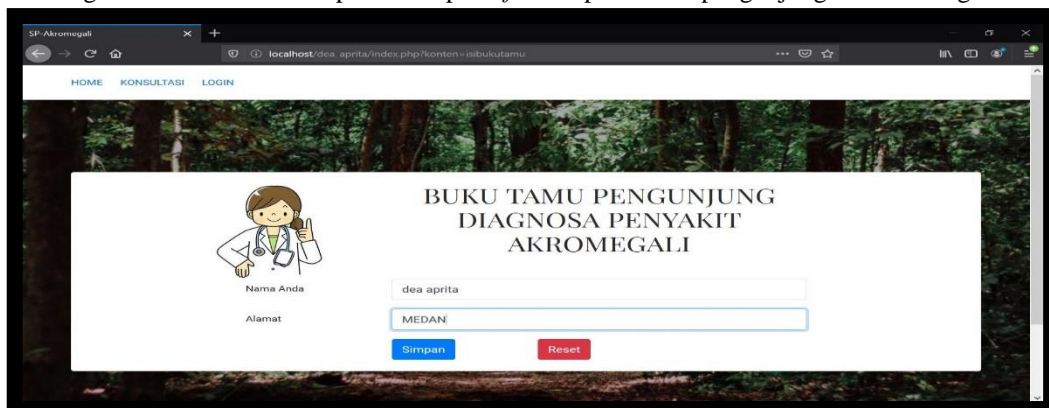 SP-Akromegali
localhost/dea aprita/index.php?konten=isibukutamu
HOME KONSULTASI LOGIN
BUKU TAMU PENGUNJUNG
DIAGNOSA PENYAKIT
AKROMEGALI
Nama Anda
dea aprita
Alamat
MEDAN
Simpan Reset